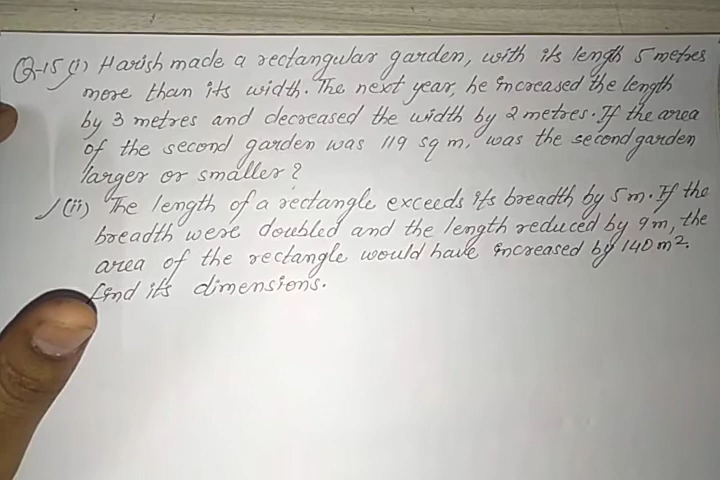 Q-15 (i) Harish made a rectangular garden, with its length 5 metres
more than its width. The next year, he increased the length
by 3 metres and decreased the width by 2 metres. If the area
of the second garden was 119 sq m, was the second garden
larger or smaller?
(ii) The length of a rectangle exceeds its breadth by 5 m. If the
breadth were doubled and the length reduced by 9 m, the
area of the rectangle would have increased by 140 m².
find its dimensions.